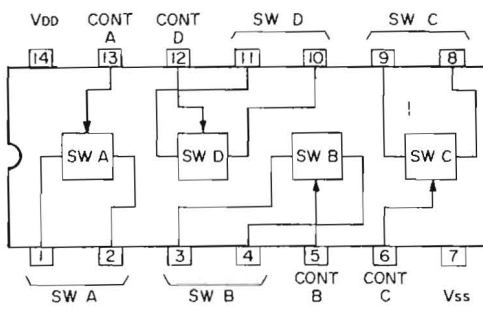 VDD CONT A CONT D SW D SW C
14 13 12 11 10 9 8
SW A SW D SW B SW C
1 2 3 4 5 6 7
SW A SW B CONT B CONT C VSS